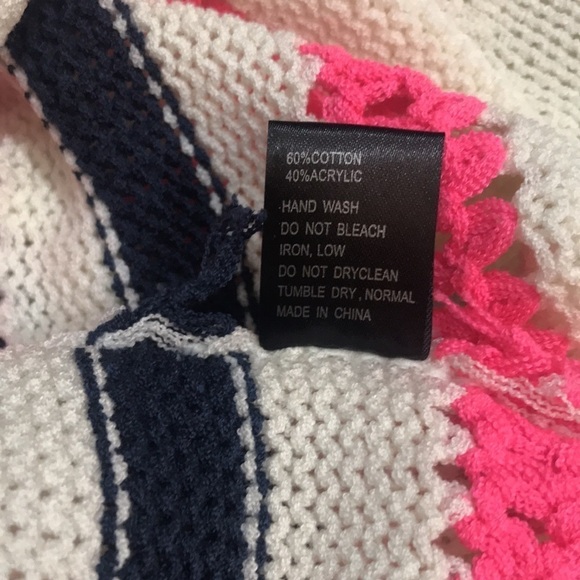 60%COTTON
40%ACRYLIC
HAND WASH
DO NOT BLEACH
IRON, LOW
DO NOT DRYCLEAN
TUMBLE DRY, NORMAL
MADE IN CHINA